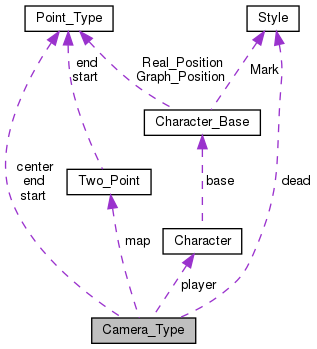 Point_Type
Style
end
start
Real_Position
Graph_Position
Mark
Character_Base
center
end
start
Two_Point
base
dead
map
Character
player
Camera_Type